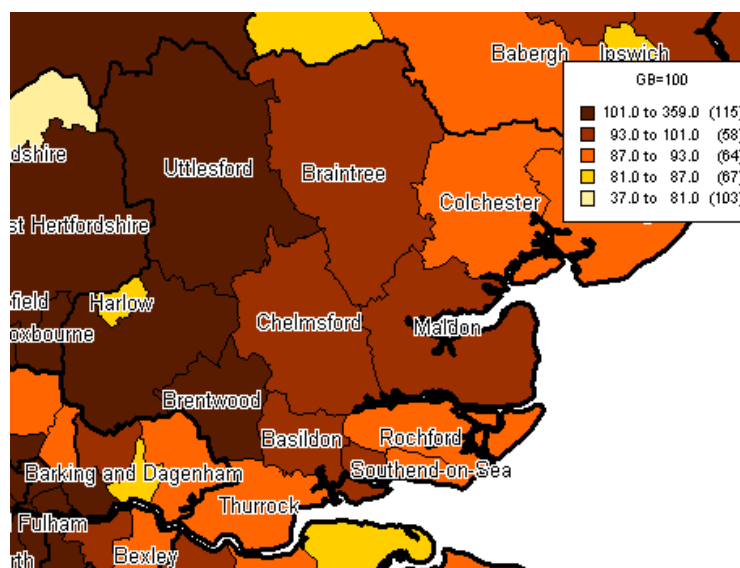 Babergh
Ipswich
GB=100
101.0 to 359.0 (115)
93.0 to 101.0 (58)
87.0 to 93.0 (64)
81.0 to 87.0 (67)
37.0 to 81.0 (103)
dshire
Uttlesford
Braintree
Colchester
st Hertfordshire
field
Harlow
oxbourne
Chelmsford
Maldon
Brentwood
Basildon
Rochford
Barking and Dagenham
Southend-on-Sea
Thurrock
Fulham
Bexley
rth